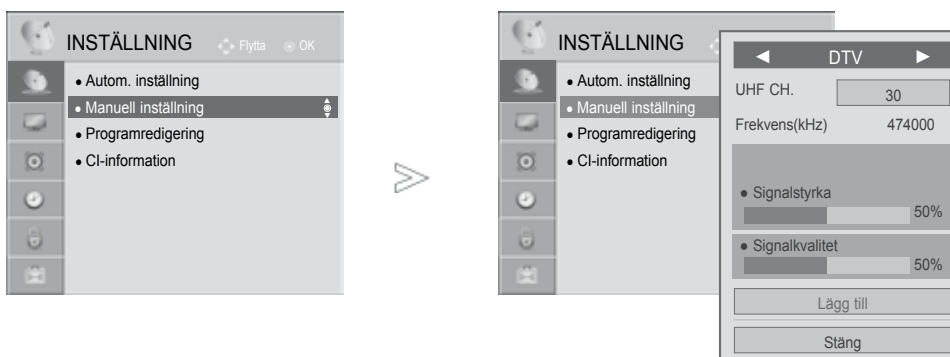 INSTÄLLNING
Flytta OK
• Autom. inställning
• Manuell inställning
• Programredigering
• CI-information
INSTÄLLNING
• Autom. inställning
• Manuell inställning
• Programredigering
• CI-information
◄ DTV ►
UHF CH. 30
Frekvens(kHz) 474000
• Signalstyrka
50%
• Signalkvalitet
50%
Lägg till
Stäng